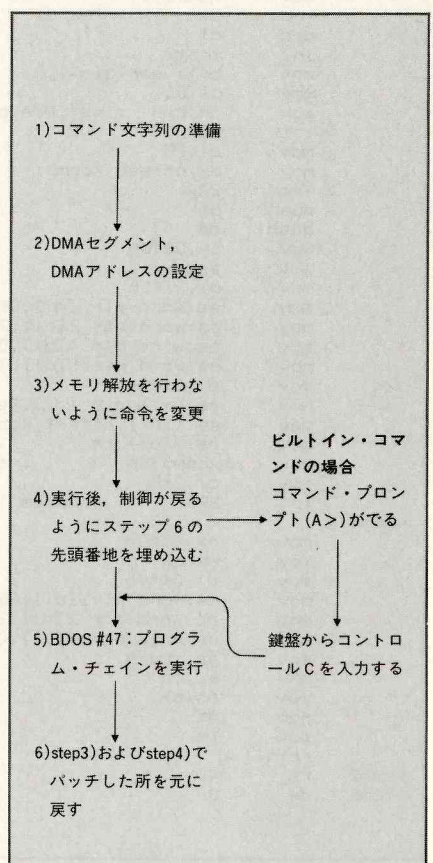 1)コマンド文字列の準備
2)DMAセグメント,
DMAアドレスの設定
3)メモリ解放を行わな
いように命令を変更
4)実行後,制御が戻る
ようにステップ6の
先頭番地を埋め込む
ビルトイン・コマ
ンドの場合
コマンド・プロン
プト(A>)がでる
鍵盤からコントロ
ールCを入力する
5)BDOS #47:プログラ
ム・チェインを実行
6)step3)およびstep4)で
パッチした所を元に
戻す